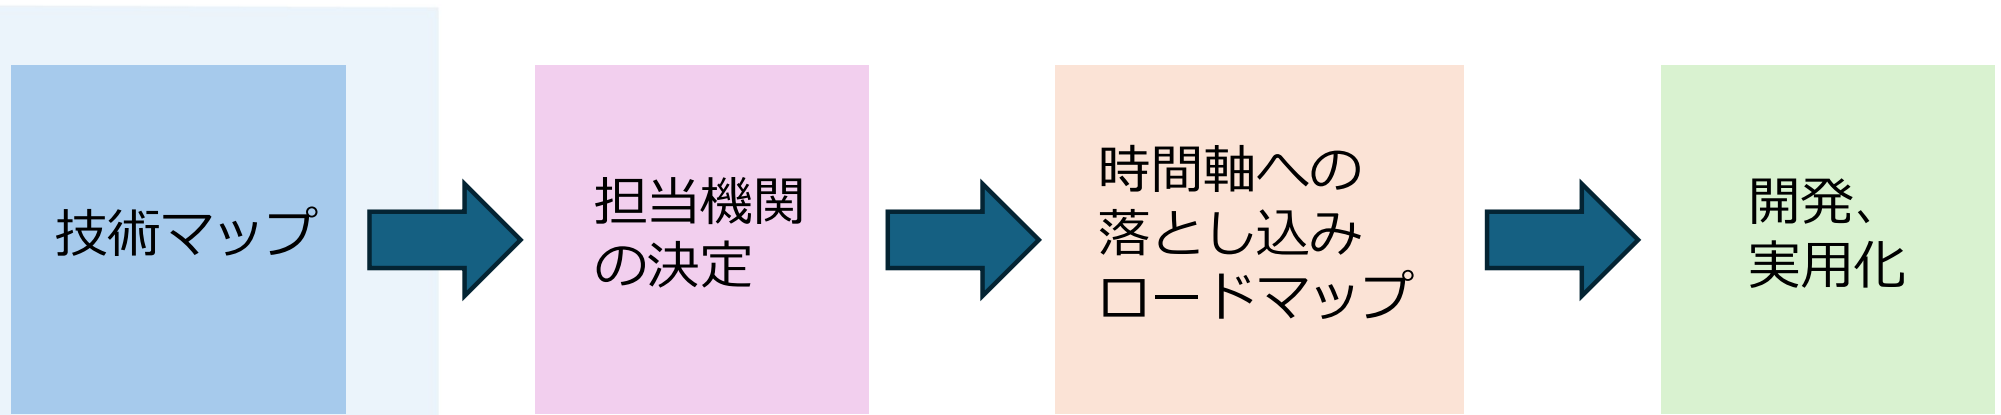 技術マップ
担当機関
の決定
時間軸への
落とし込み
ロードマップ
開発、
実用化